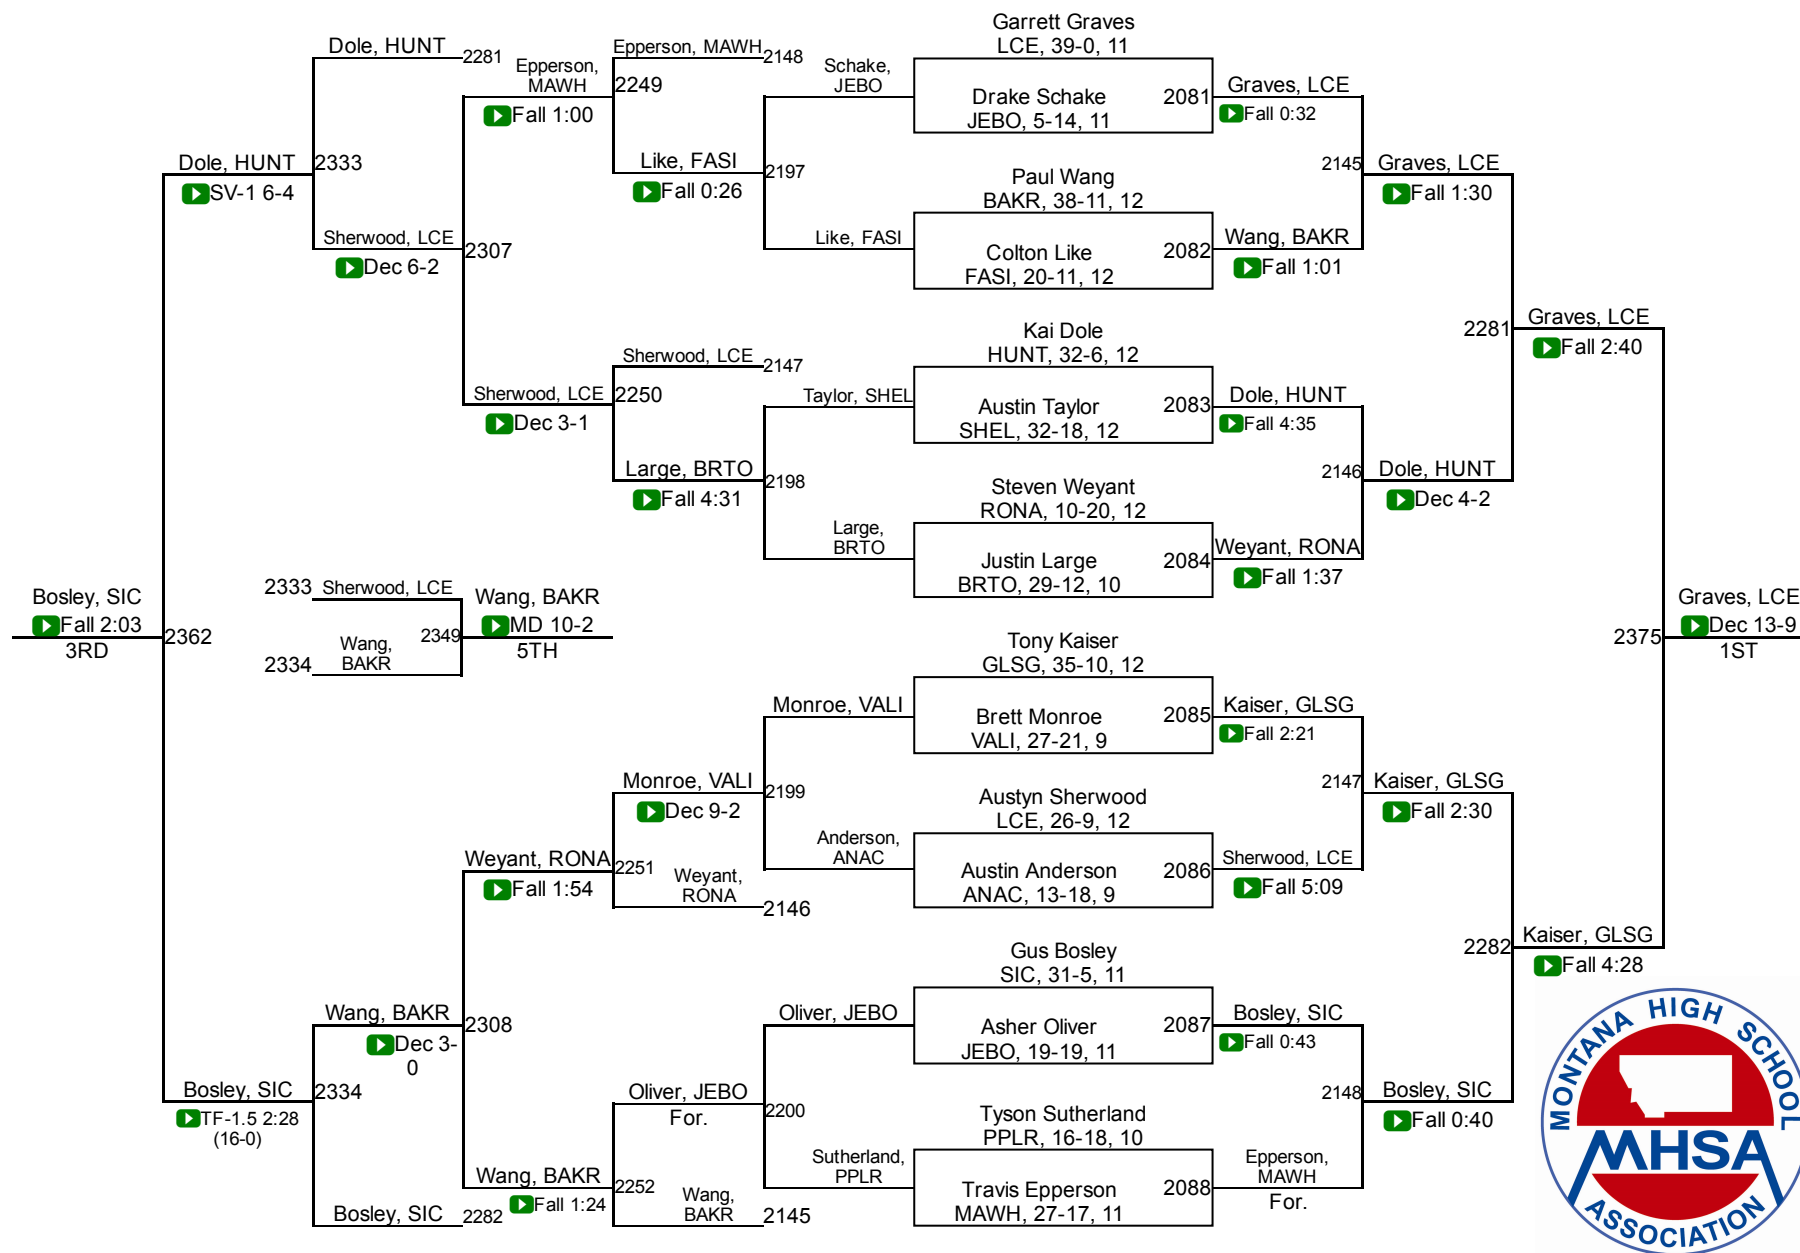 Garrett Graves
LCE, 39-0, 11
Dole, HUNT
2281
Epperson, MAWH
2148
Epperson,
MAWH
2249
Schake,
JEBO
Drake Schake
JEBO, 5-14, 11
2081
Graves, LCE
Fall 0:32
Fall 1:00
Dole, HUNT
2333
SV-1 6-4
Like, FASI
2197
Fall 0:26
Paul Wang
BAKR, 38-11, 12
2145
Graves, LCE
Fall 1:30
Sherwood, LCE
2307
Dec 6-2
Like, FASI
Colton Like
FASI, 20-11, 12
2082
Wang, BAKR
Fall 1:01
Kai Dole
HUNT, 32-6, 12
2281
Graves, LCE
Fall 2:40
Sherwood, LCE
2147
Sherwood, LCE
2250
Dec 3-1
Taylor, SHEL
Austin Taylor
SHEL, 32-18, 12
2083
Dole, HUNT
Fall 4:35
Large, BRTO
2198
Fall 4:31
Steven Weyant
RONA, 10-20, 12
2146
Dole, HUNT
Dec 4-2
Large,
BRTO
Justin Large
BRTO, 29-12, 10
2084
Weyant, RONA
Fall 1:37
Bosley, SIC
Fall 2:03
3RD
2362
2333
Sherwood, LCE
Wang,
BAKR
2334
2349
Wang, BAKR
MD 10-2
5TH
Graves, LCE
2375
Dec 13-9
1ST
Tony Kaiser
GLSG, 35-10, 12
Monroe, VALI
Brett Monroe
VALI, 27-21, 9
2085
Kaiser, GLSG
Fall 2:21
Monroe, VALI
2199
Dec 9-2
Austyn Sherwood
LCE, 26-9, 12
2147
Kaiser, GLSG
Fall 2:30
Weyant, RONA
2251
Fall 1:54
Anderson,
ANAC
Austin Anderson
ANAC, 13-18, 9
2086
Sherwood, LCE
Fall 5:09
Weyant,
RONA
2146
Gus Bosley
SIC, 31-5, 11
2282
Kaiser, GLSG
Fall 4:28
Wang, BAKR
2308
Dec 3-
0
Oliver, JEBO
Asher Oliver
JEBO, 19-19, 11
2087
Bosley, SIC
Fall 0:43
Bosley, SIC
2334
TF-1.5 2:28
(16-0)
Oliver, JEBO
2200
For.
Tyson Sutherland
PPLR, 16-18, 10
2148
Bosley, SIC
Fall 0:40
Wang, BAKR
2252
Fall 1:24
Sutherland,
PPLR
Travis Epperson
MAWH, 27-17, 11
2088
Epperson,
MAWH
For.
Bosley, SIC
2282
Wang,
BAKR
2145
MONTANA HIGH SCHOOL
MHSA
ASSOCIATION